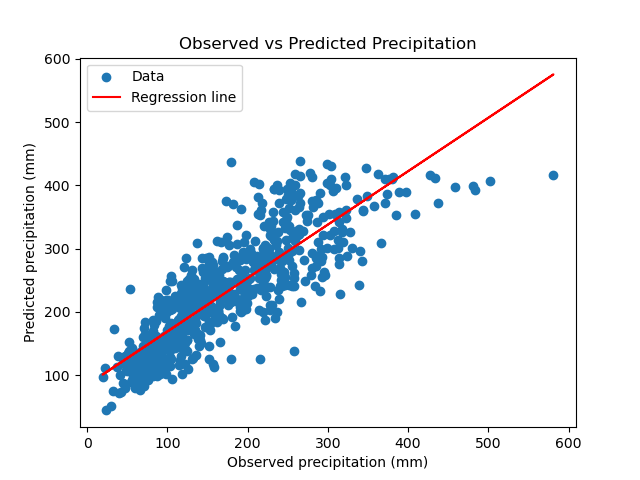 Observed vs Predicted Precipitation
Data
Regression line
Predicted precipitation (mm)
600
500
400
300
200
100
0
100
200
300
400
500
600
Observed precipitation (mm)